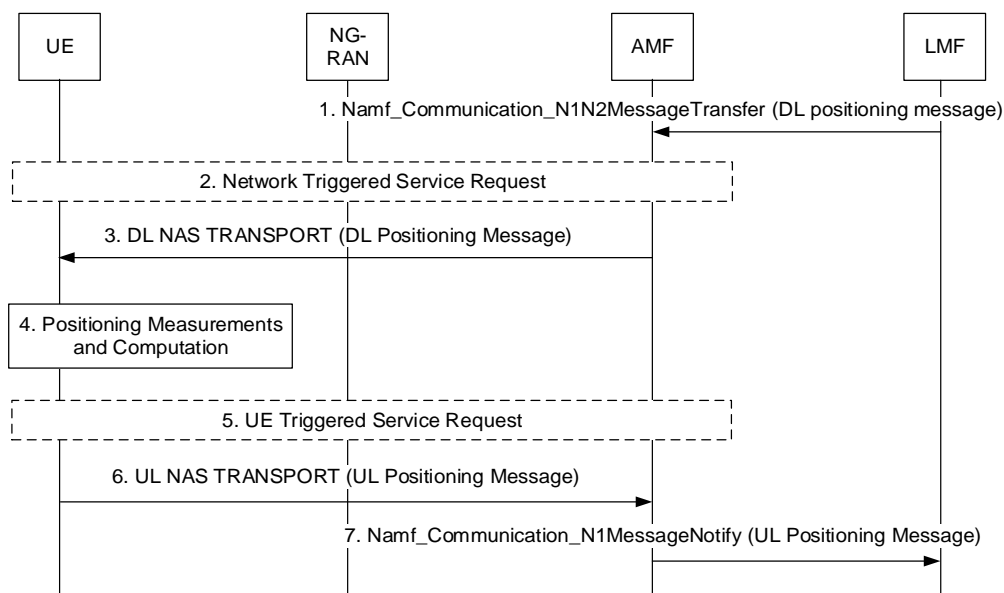 UE
NG-
RAN
AMF
LMF
1. Namf_Communication_N1N2MessageTransfer (DL positioning message)
2. Network Triggered Service Request
3. DL NAS TRANSPORT (DL Positioning Message)
4. Positioning Measurements
and Computation
5. UE Triggered Service Request
6. UL NAS TRANSPORT (UL Positioning Message)
7. Namf_Communication_N1MessageNotify (UL Positioning Message)